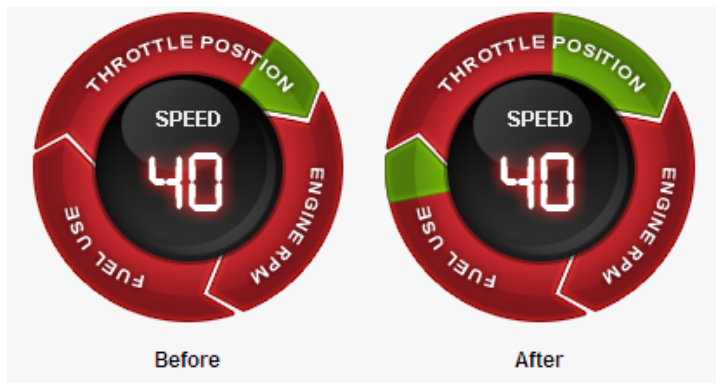 THROTTLE POSITION
SPEED
40
ENGINE RPM
FUEL USE
Before
THROTTLE POSITION
SPEED
40
ENGINE RPM
FUEL USE
After